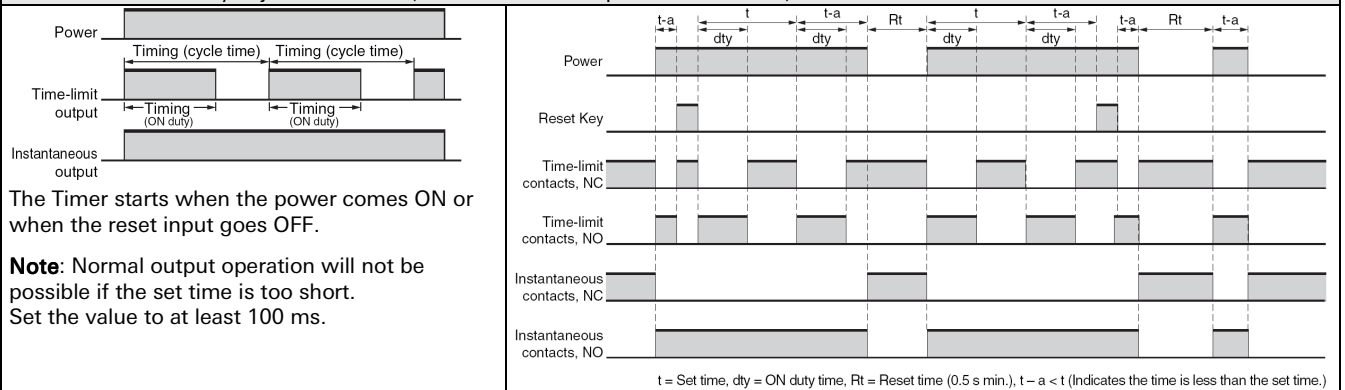 Power
Timing (cycle time) Timing (cycle time)
Time-limit
output
Timing
(ON duty)
Timing
(ON duty)
Instantaneous
output
The Timer starts when the power comes ON or
when the reset input goes OFF.
Note: Normal output operation will not be
possible if the set time is too short.
Set the value to at least 100 ms.
t-a t t-a Rt t t-a t-a Rt t-a
dty dty dty dty
Power
Reset Key
Time-limit
contacts, NC
Time-limit
contacts, NO
Instantaneous
contacts, NC
Instantaneous
contacts, NO
t = Set time, dty = ON duty time, Rt = Reset time (0.5 s min.), t – a < t (Indicates the time is less than the set time.)